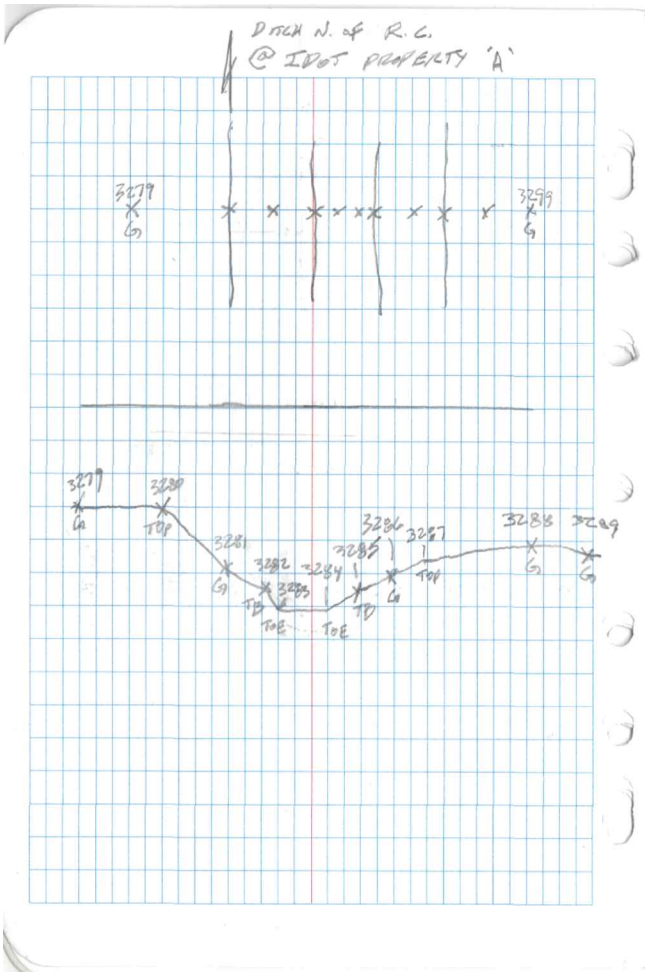 DITCH N. OF R.C.
@ IDOT PROPERTY 'A'
3279 3299
G G
3279 3280 3286 3287 3288 3289
G TOP 3281 3282 3283 3284 3285 TOP G G
G TB TB G
TOE TOE